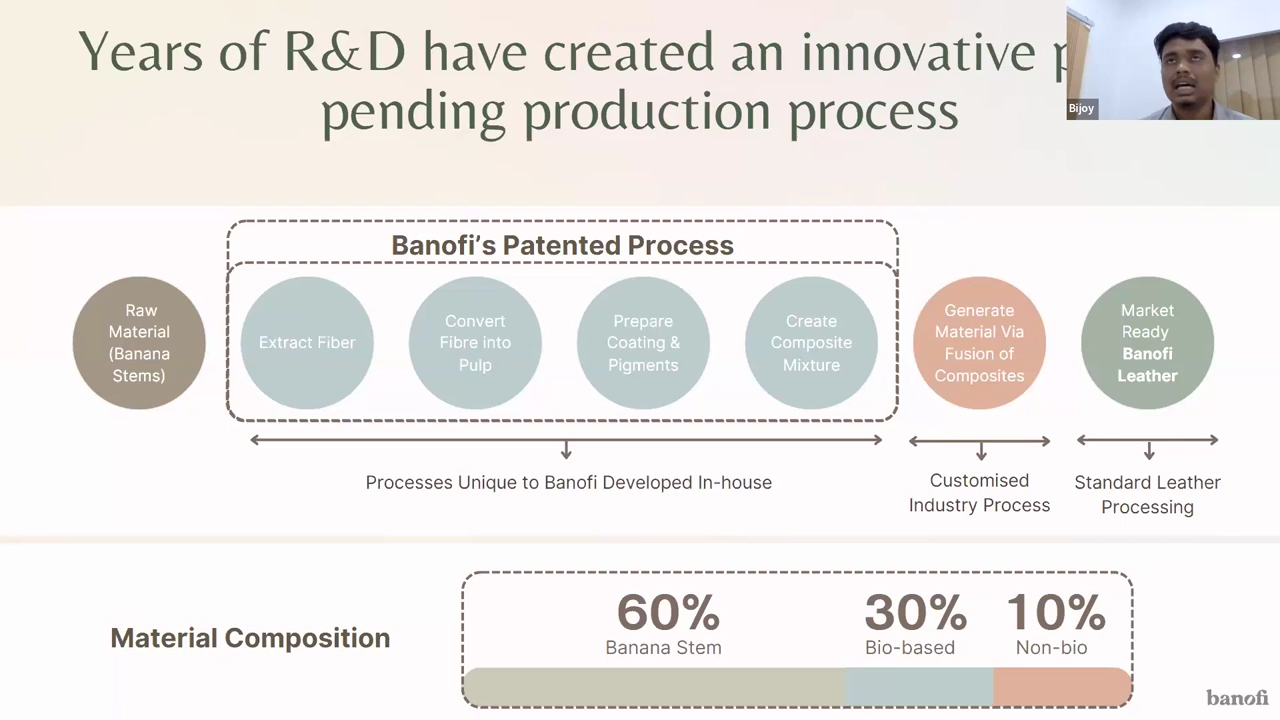 Years of R&D have created an innovative
pending production process
Bijoy
Banofi's Patented Process
Raw
Material
(Banana
Stems)
Extract Fiber
Convert
Fibre into
Pulp
Prepare
Coating &
Pigments
Create
Composite
Mixture
Generate
Material Via
Fusion of
Composites
Market
Ready
Banofi
Leather
Processes Unique to Banofi Developed In-house
Customised
Industry Process
Standard Leather
Processing
Material Composition
60%
Banana Stem
30%
Bio-based
10%
Non-bio
banofi